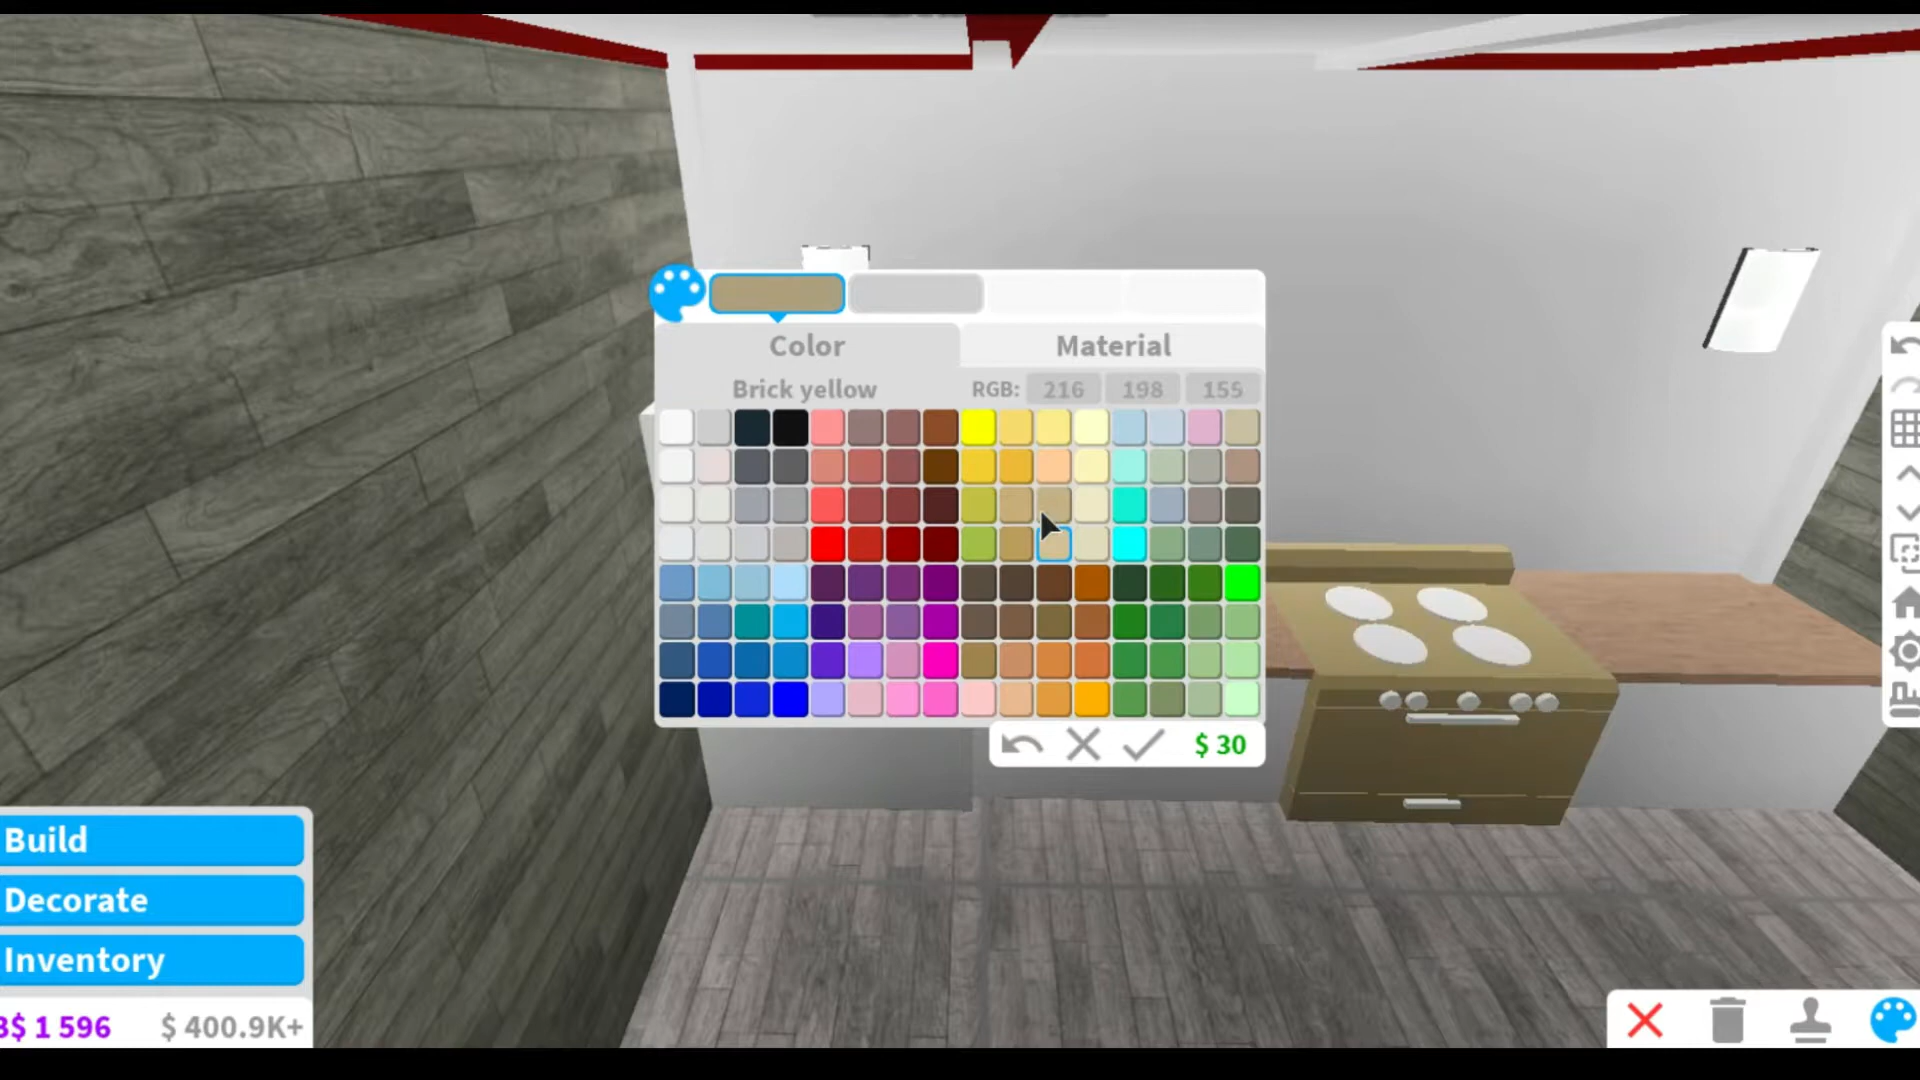 Color
Material
Brick yellow
RGB: 216 198 155
$ 30
Build
Decorate
Inventory
B$ 1 596
$ 400.9K+